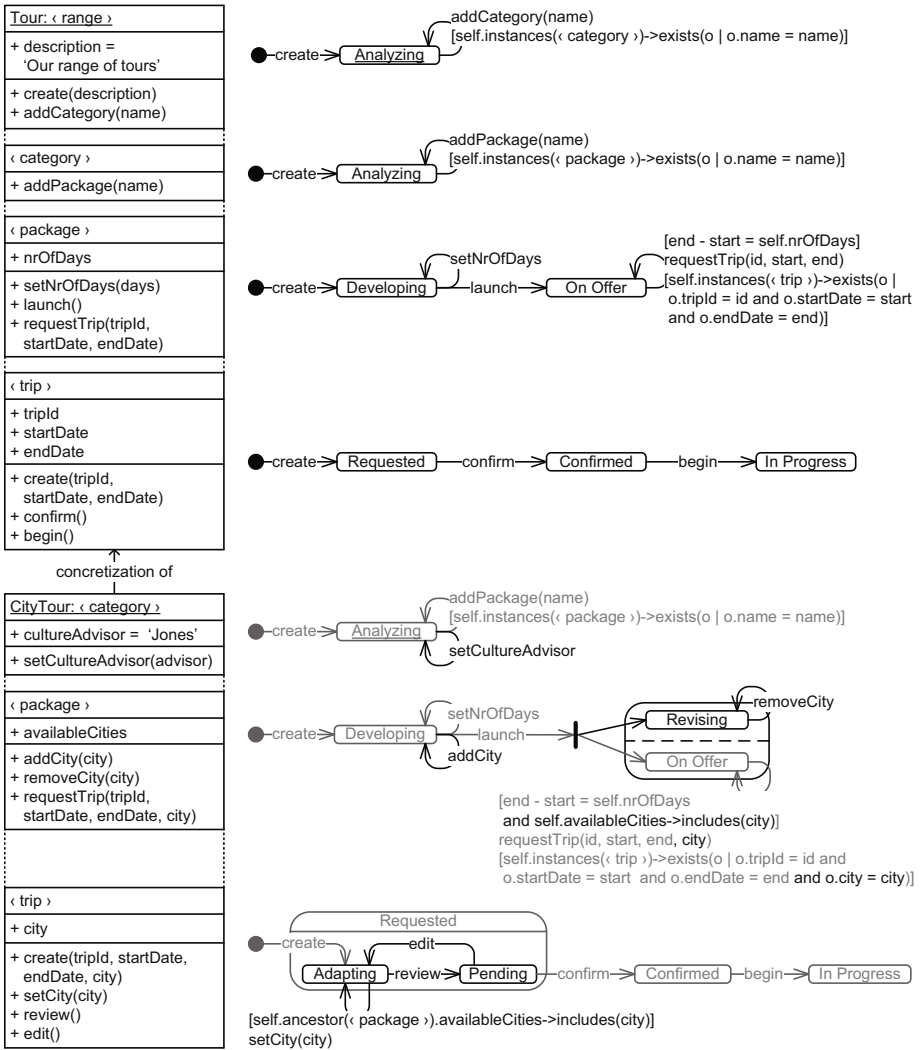 Tour: ‹ range ›
+ description =
‘Our range of tours’
+ create(description)
+ addCategory(name)
create
Analyzing
addCategory(name)
[self.instances(‹ category ›)->exists(o | o.name = name)]
‹ category ›
+ addPackage(name)
create
Analyzing
addPackage(name)
[self.instances(‹ package ›)->exists(o | o.name = name)]
‹ package ›
+ nrOfDays
+ setNrOfDays(days)
+ launch()
+ requestTrip(tripId,
startDate, endDate)
create
Developing
setNrOfDays
launch
On Offer
[end - start = self.nrOfDays]
requestTrip(id, start, end)
[self.instances(‹ trip ›)->exists(o |
o.tripId = id and o.startDate = start
and o.endDate = end)]
‹ trip ›
+ tripId
+ startDate
+ endDate
+ create(tripId,
startDate, endDate)
+ confirm()
+ begin()
create
Requested
confirm
Confirmed
begin
In Progress
concretization of
CityTour: ‹ category ›
+ cultureAdvisor = ‘Jones’
+ setCultureAdvisor(advisor)
create
Analyzing
addPackage(name)
[self.instances(‹ package ›)->exists(o | o.name = name)]
setCultureAdvisor
‹ package ›
+ availableCities
+ addCity(city)
+ removeCity(city)
+ requestTrip(tripId,
startDate, endDate, city)
create
Developing
setNrOfDays
launch
addCity
Revising
removeCity
On Offer
[end - start = self.nrOfDays
and self.availableCities->includes(city)]
requestTrip(id, start, end, city)
[self.instances(‹ trip ›)->exists(o | o.tripId = id and
o.startDate = start and o.endDate = end and o.city = city)]
‹ trip ›
+ city
+ create(tripId, startDate,
endDate, city)
+ setCity(city)
+ review()
+ edit()
Requested
create
edit
Adapting
review
Pending
confirm
Confirmed
begin
In Progress
[self.ancestor(‹ package ›).availableCities->includes(city)]
setCity(city)